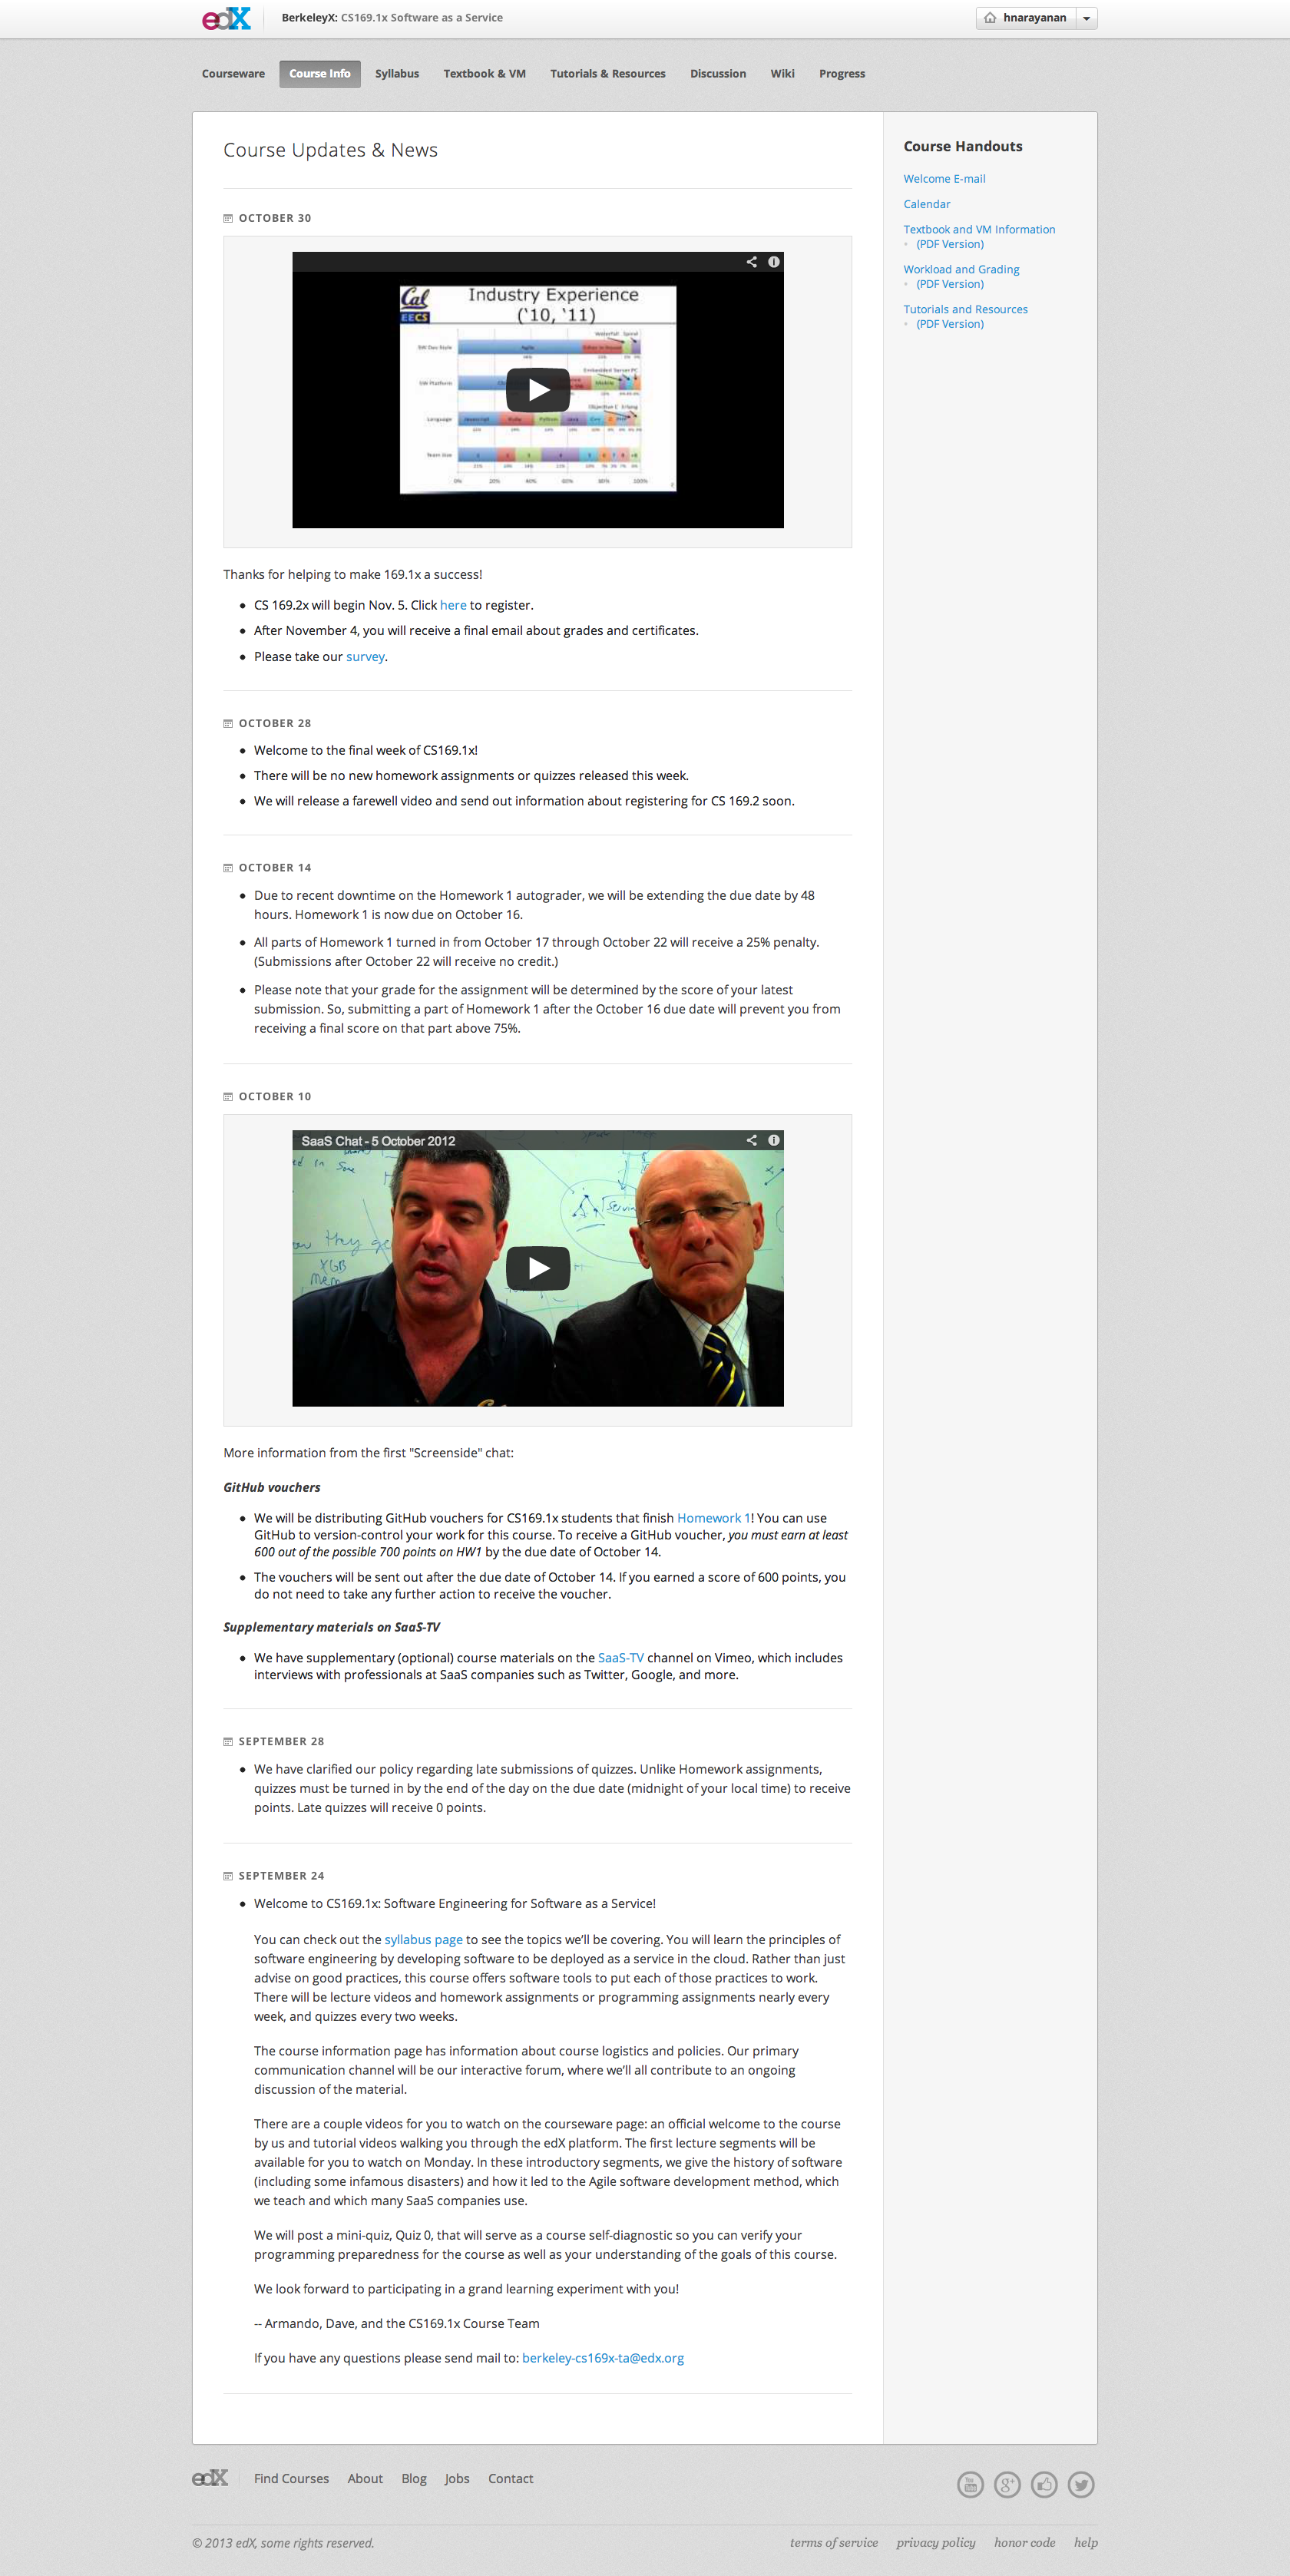 edX
BerkeleyX: CS169.1x Software as a Service
hnarayanan
Courseware
Course Info
Syllabus
Textbook & VM
Tutorials & Resources
Discussion
Wiki
Progress
Course Updates & News
OCTOBER 30
Cal
EECS
Industry Experience
('10, '11)
Waterfall Spiral
SW Dev Style
Agile
Embedded Server PC
SW Platform
Mobile
Objective C Erlang
Language
Javascript Ruby Python Java C++
Team Size
0% 20% 40% 60% 80% 100%
Thanks for helping to make 169.1x a success!
CS 169.2x will begin Nov. 5. Click here to register.
After November 4, you will receive a final email about grades and certificates.
Please take our survey.
OCTOBER 28
Welcome to the final week of CS169.1x!
There will be no new homework assignments or quizzes released this week.
We will release a farewell video and send out information about registering for CS 169.2 soon.
OCTOBER 14
Due to recent downtime on the Homework 1 autograder, we will be extending the due date by 48
hours. Homework 1 is now due on October 16.
All parts of Homework 1 turned in from October 17 through October 22 will receive a 25% penalty.
(Submissions after October 22 will receive no credit.)
Please note that your grade for the assignment will be determined by the score of your latest
submission. So, submitting a part of Homework 1 after the October 16 due date will prevent you from
receiving a final score on that part above 75%.
OCTOBER 10
SaaS Chat - 5 October 2012
More information from the first "Screenside" chat:
GitHub vouchers
We will be distributing GitHub vouchers for CS169.1x students that finish Homework 1! You can use
GitHub to version-control your work for this course. To receive a GitHub voucher, you must earn at least
600 out of the possible 700 points on HW1 by the due date of October 14.
The vouchers will be sent out after the due date of October 14. If you earned a score of 600 points, you
do not need to take any further action to receive the voucher.
Supplementary materials on SaaS-TV
We have supplementary (optional) course materials on the SaaS-TV channel on Vimeo, which includes
interviews with professionals at SaaS companies such as Twitter, Google, and more.
SEPTEMBER 28
We have clarified our policy regarding late submissions of quizzes. Unlike Homework assignments,
quizzes must be turned in by the end of the day on the due date (midnight of your local time) to receive
points. Late quizzes will receive 0 points.
SEPTEMBER 24
Welcome to CS169.1x: Software Engineering for Software as a Service!
You can check out the syllabus page to see the topics we'll be covering. You will learn the principles of
software engineering by developing software to be deployed as a service in the cloud. Rather than just
advise on good practices, this course offers software tools to put each of those practices to work.
There will be lecture videos and homework assignments or programming assignments nearly every
week, and quizzes every two weeks.
The course information page has information about course logistics and policies. Our primary
communication channel will be our interactive forum, where we'll all contribute to an ongoing
discussion of the material.
There are a couple videos for you to watch on the courseware page: an official welcome to the course
by us and tutorial videos walking you through the edX platform. The first lecture segments will be
available for you to watch on Monday. In these introductory segments, we give the history of software
(including some infamous disasters) and how it led to the Agile software development method, which
we teach and which many SaaS companies use.
We will post a mini-quiz, Quiz 0, that will serve as a course self-diagnostic so you can verify your
programming preparedness for the course as well as your understanding of the goals of this course.
We look forward to participating in a grand learning experiment with you!
-- Armando, Dave, and the CS169.1x Course Team
If you have any questions please send mail to: berkeley-cs169x-ta@edx.org
Course Handouts
Welcome E-mail
Calendar
Textbook and VM Information
(PDF Version)
Workload and Grading
(PDF Version)
Tutorials and Resources
(PDF Version)
edX
Find Courses
About
Blog
Jobs
Contact
© 2013 edX, some rights reserved.
terms of service
privacy policy
honor code
help